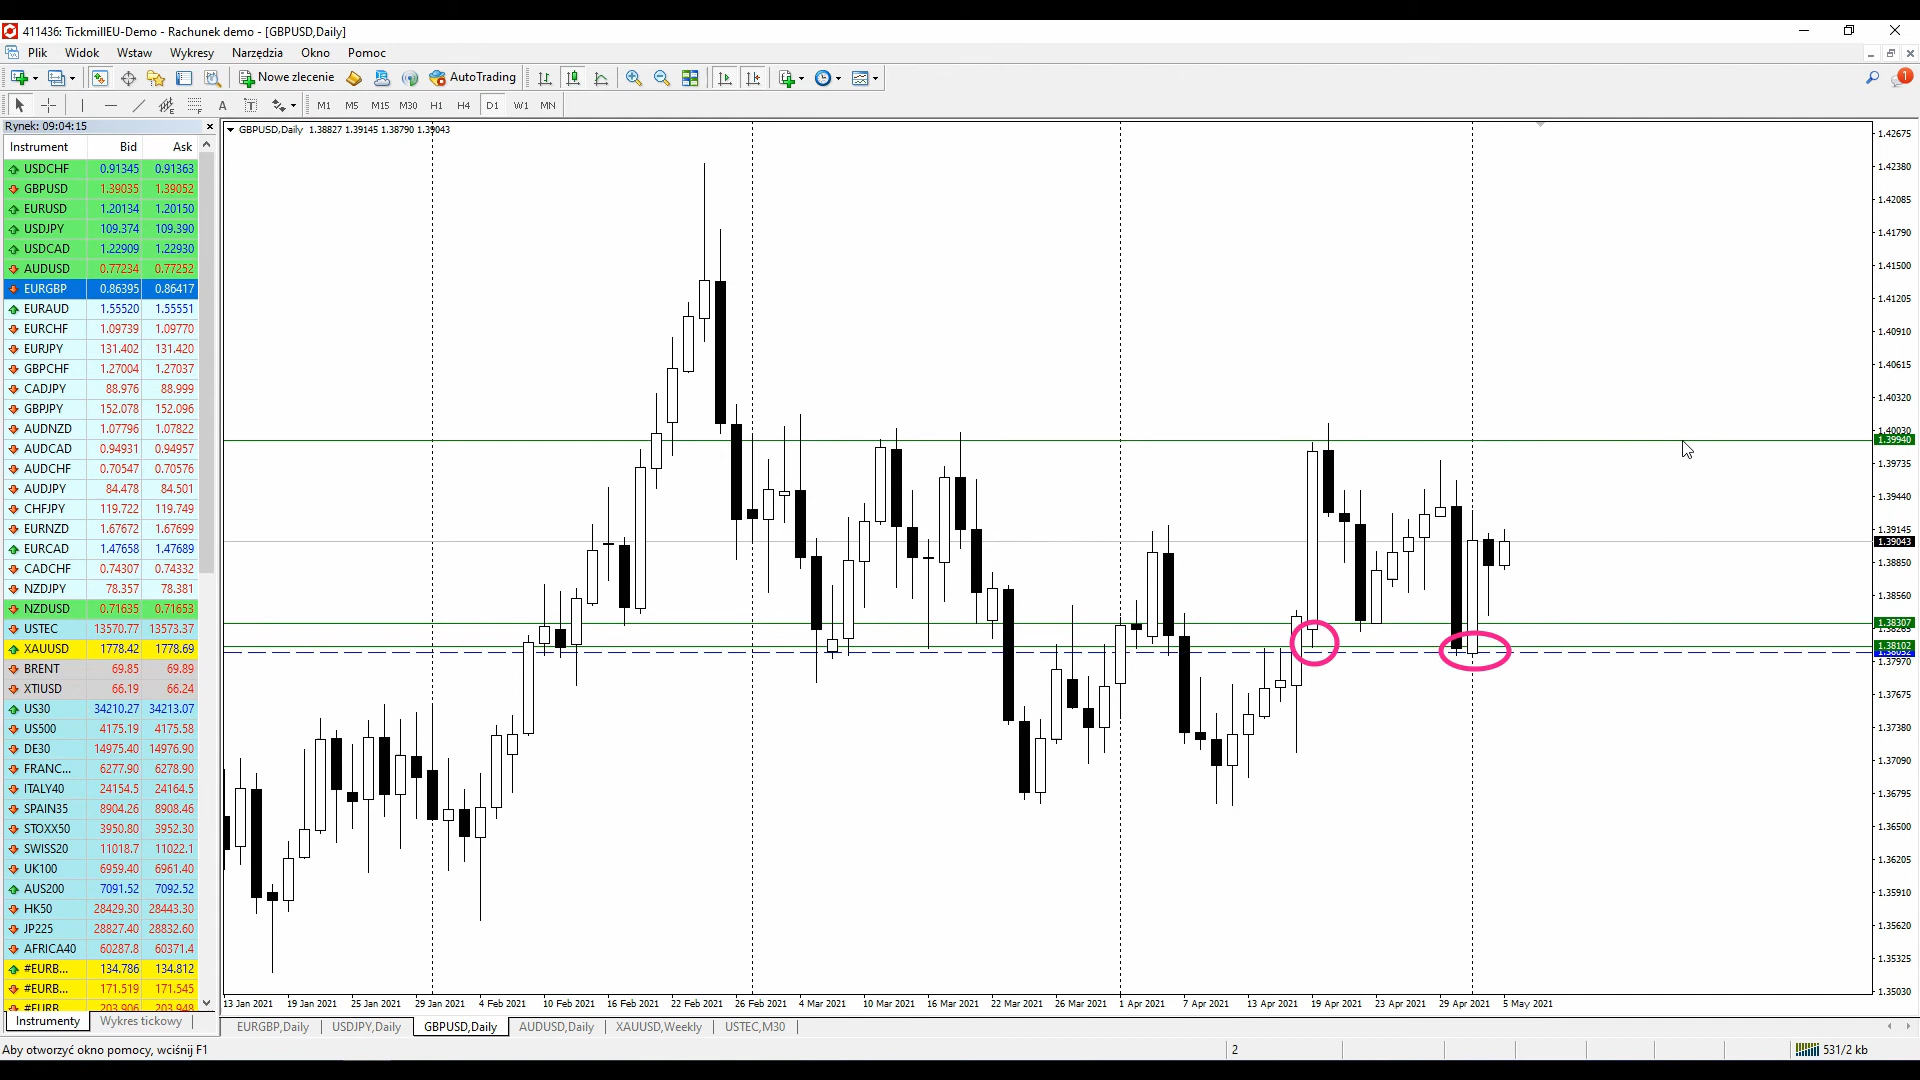 411436: TickmillEU-Demo - Rachunek demo - [GBPUSD,Daily]
Plik Widok Wstaw Wykresy Narzędzia Okno Pomoc
Nowe zlecenie AutoTrading 1
A T M1 M5 M15 M30 H1 H4 D1 W1 MN
Rynek: 09:04:15
Instrument Bid Ask
USDCHF 0.91345 0.91363
GBPUSD 1.39035 1.39052
EURUSD 1.20134 1.20150
USDJPY 109.374 109.390
USDCAD 1.22909 1.22930
AUDUSD 0.77234 0.77252
EURGBP 0.86395 0.86417
EURAUD 1.55520 1.55551
EURCHF 1.09739 1.09770
EURJPY 131.402 131.420
GBPCHF 1.27004 1.27037
CADJPY 88.976 88.999
GBPJPY 152.078 152.096
AUDNZD 1.07796 1.07822
AUDCAD 0.94931 0.94957
AUDCHF 0.70547 0.70576
AUDJPY 84.478 84.501
CHFJPY 119.722 119.749
EURNZD 1.67672 1.67699
EURCAD 1.47658 1.47689
CADCHF 0.74307 0.74332
NZDJPY 78.357 78.381
NZDUSD 0.71635 0.71653
USTEC 13570.77 13573.37
XAUUSD 1778.42 1778.69
BRENT 69.85 69.89
XTIUSD 66.19 66.24
US30 34210.27 34213.07
US500 4175.19 4175.58
DE30 14975.40 14976.90
FRANC... 6277.90 6278.90
ITALY40 24154.5 24164.5
SPAIN35 8904.26 8908.46
STOXX50 3950.80 3952.30
SWISS20 11018.7 11022.1
UK100 6959.40 6961.40
AUS200 7091.52 7092.52
HK50 28429.30 28443.30
JP225 28827.40 28832.60
AFRICA40 60287.8 60371.4
#EURB... 134.786 134.812
#EURB... 171.519 171.545
#EURB 203.906 203.948
Instrumenty Wykres tickowy
GBPUSD,Daily 1.38827 1.39145 1.38790 1.39043
1.42675
1.42380
1.42085
1.41790
1.41500
1.41205
1.40910
1.40615
1.40320
1.40030
1.39940
1.39735
1.39440
1.39145
1.39043
1.38850
1.38560
1.38307
1.38102
1.37970
1.37675
1.37380
1.37090
1.36795
1.36500
1.36205
1.35910
1.35620
1.35325
1.35030
13 Jan 2021 19 Jan 2021 25 Jan 2021 29 Jan 2021 4 Feb 2021 10 Feb 2021 16 Feb 2021 22 Feb 2021 26 Feb 2021 4 Mar 2021 10 Mar 2021 16 Mar 2021 22 Mar 2021 26 Mar 2021 1 Apr 2021 7 Apr 2021 13 Apr 2021 19 Apr 2021 23 Apr 2021 29 Apr 2021 5 May 2021
EURGBP,Daily USDJPY,Daily GBPUSD,Daily AUDUSD,Daily XAUUSD,Weekly USTEC,M30
Aby otworzyć okno pomocy, wciśnij F1 2 531/2 kb